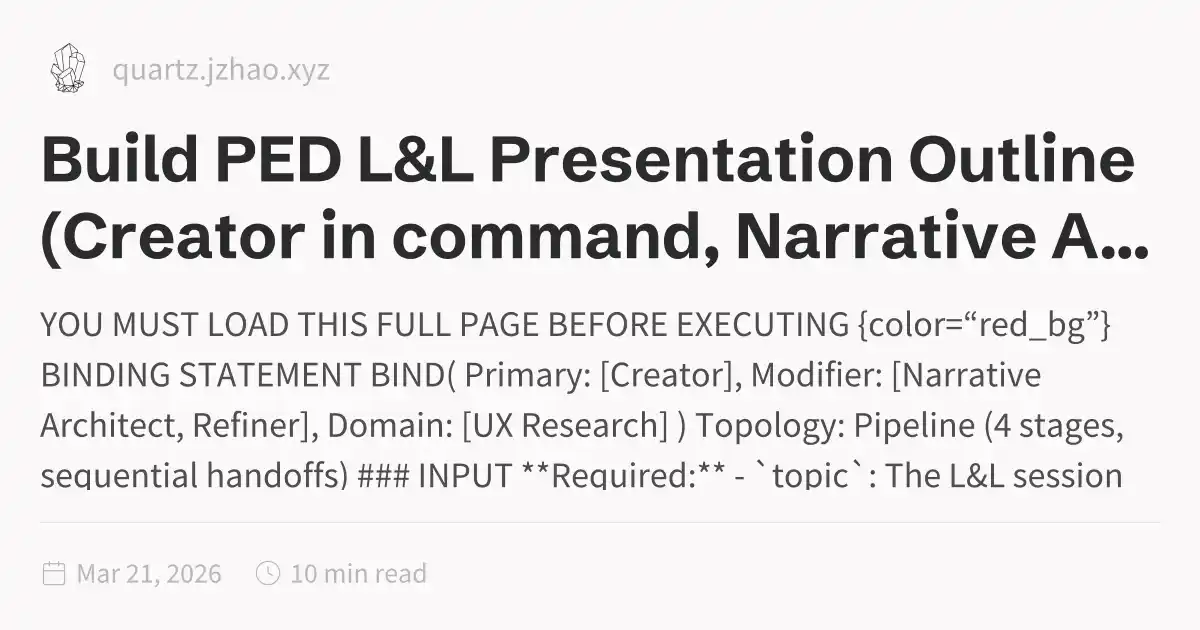 quartz.jzhao.xyz
Build PED L&L Presentation Outline
(Creator in command, Narrative A...
YOU MUST LOAD THIS FULL PAGE BEFORE EXECUTING {color=“red_bg”}
BINDING STATEMENT BIND( Primary: [Creator], Modifier: [Narrative
Architect, Refiner], Domain: [UX Research] ) Topology: Pipeline (4 stages,
sequential handoffs) ### INPUT **Required:** - `topic`: The L&L session
Mar 21, 2026
10 min read